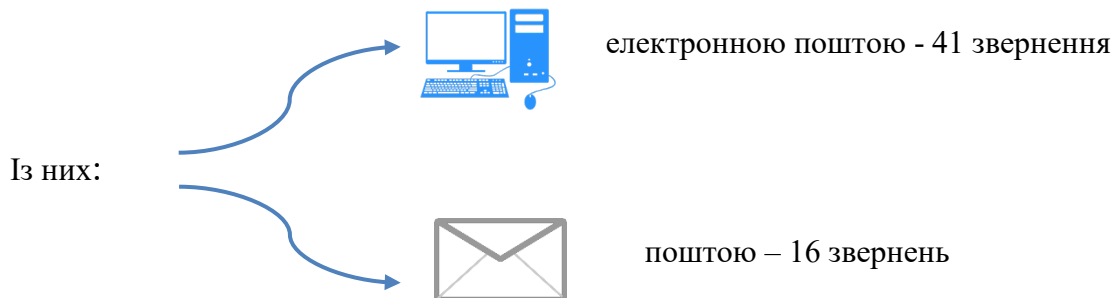 електронною поштою - 41 звернення
Із них:
поштою – 16 звернень